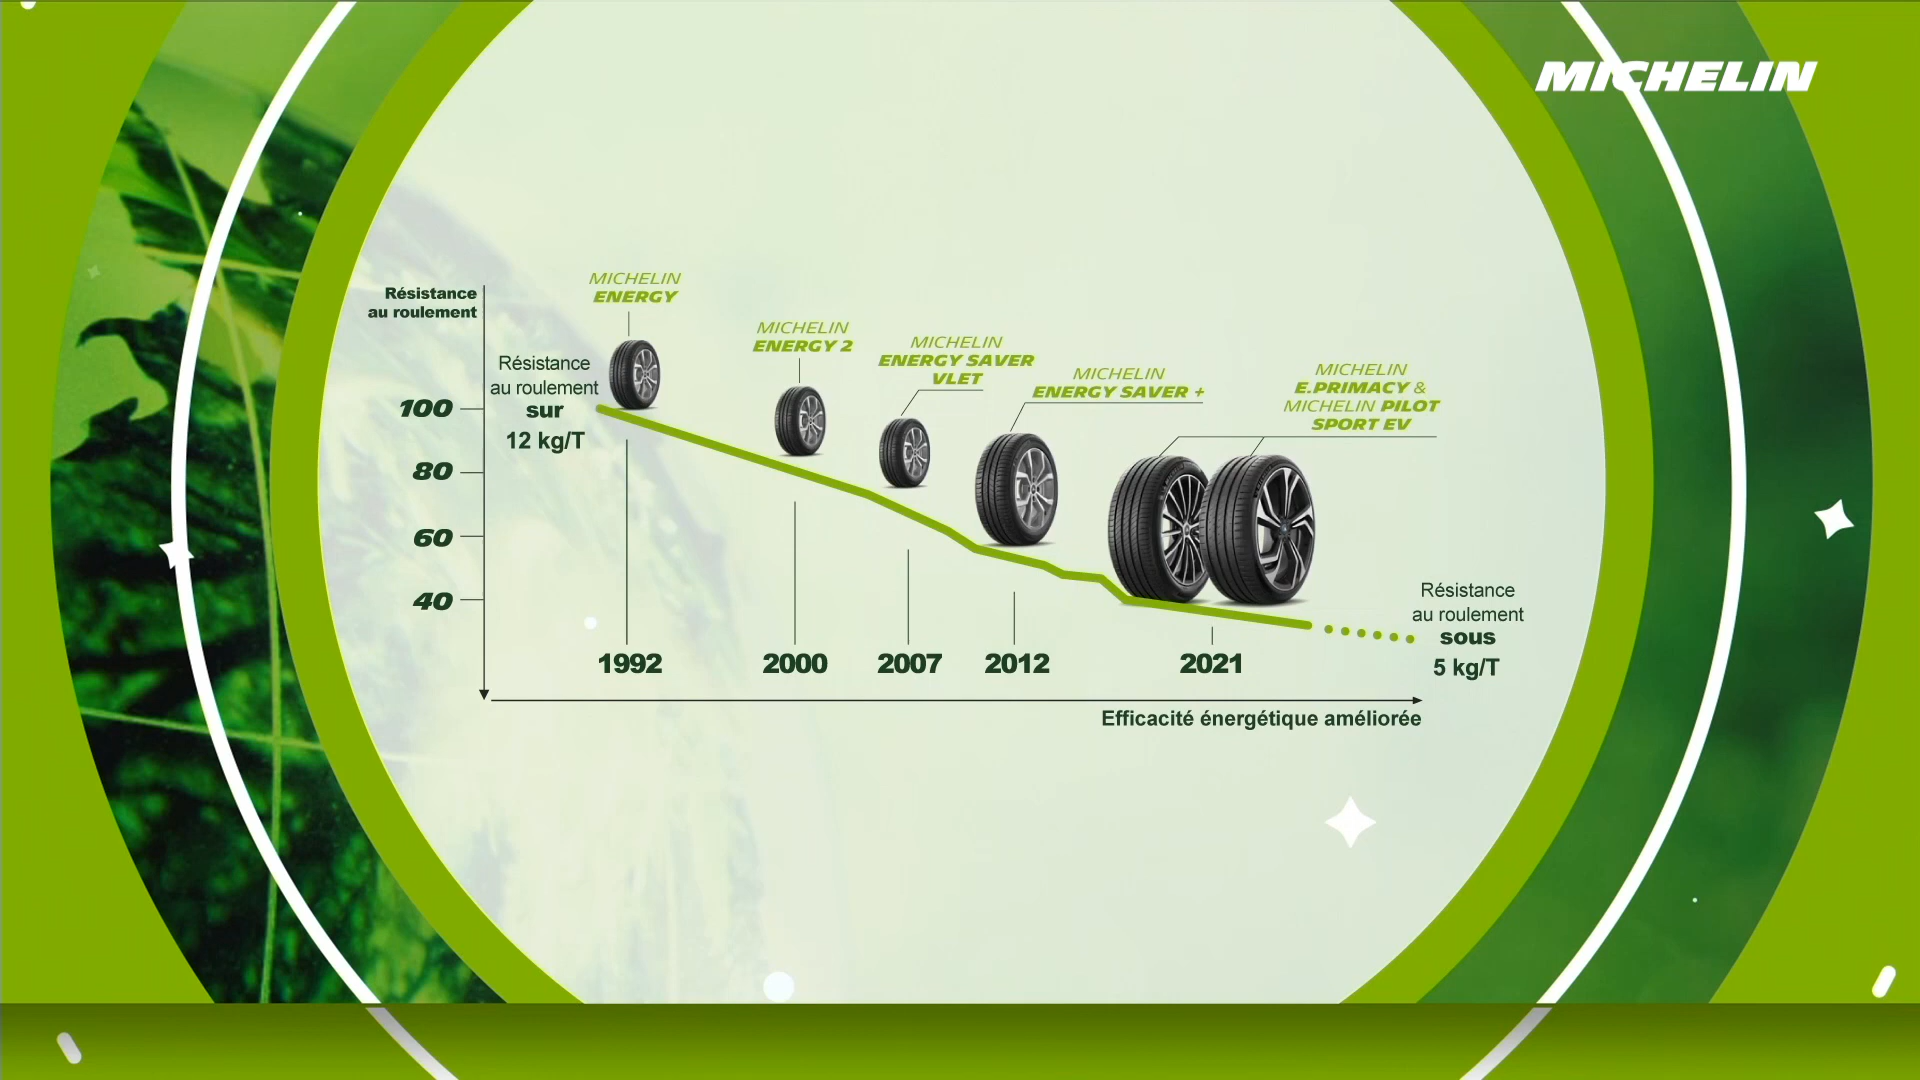 MICHELIN
MICHELIN
ENERGY
Résistance
au roulement
MICHELIN
ENERGY 2
MICHELIN
ENERGY SAVER
VLET
MICHELIN
ENERGY SAVER +
MICHELIN
E.PRIMACY &
MICHELIN PILOT
SPORT EV
Résistance
au roulement
sur
12 kg/T
100
80
60
40
Résistance
au roulement
sous
5 kg/T
1992
2000
2007
2012
2021
Efficacité énergétique améliorée